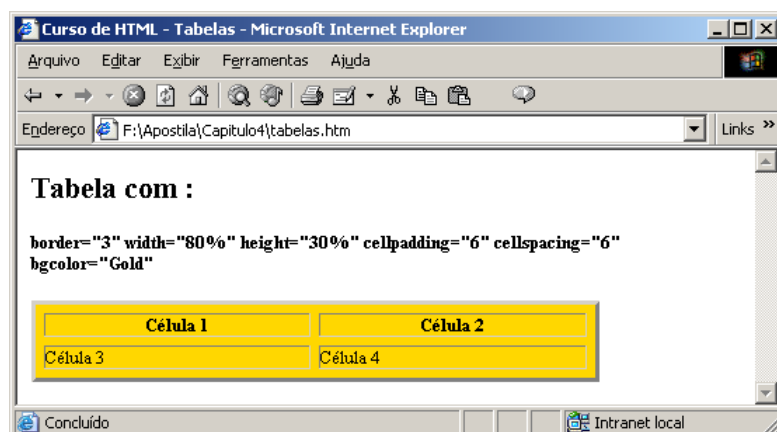 Curso de HTML - Tabelas - Microsoft Internet Explorer
Arquivo Editar Exibir Ferramentas Ajuda
Endereço F:\Apostila\Capitulo4\tabelas.htm Links »
Tabela com :
border="3" width="80%" height="30%" cellpadding="6" cellspacing="6"
bgcolor="Gold"
Célula 1 Célula 2
Célula 3 Célula 4
Concluído Intranet local